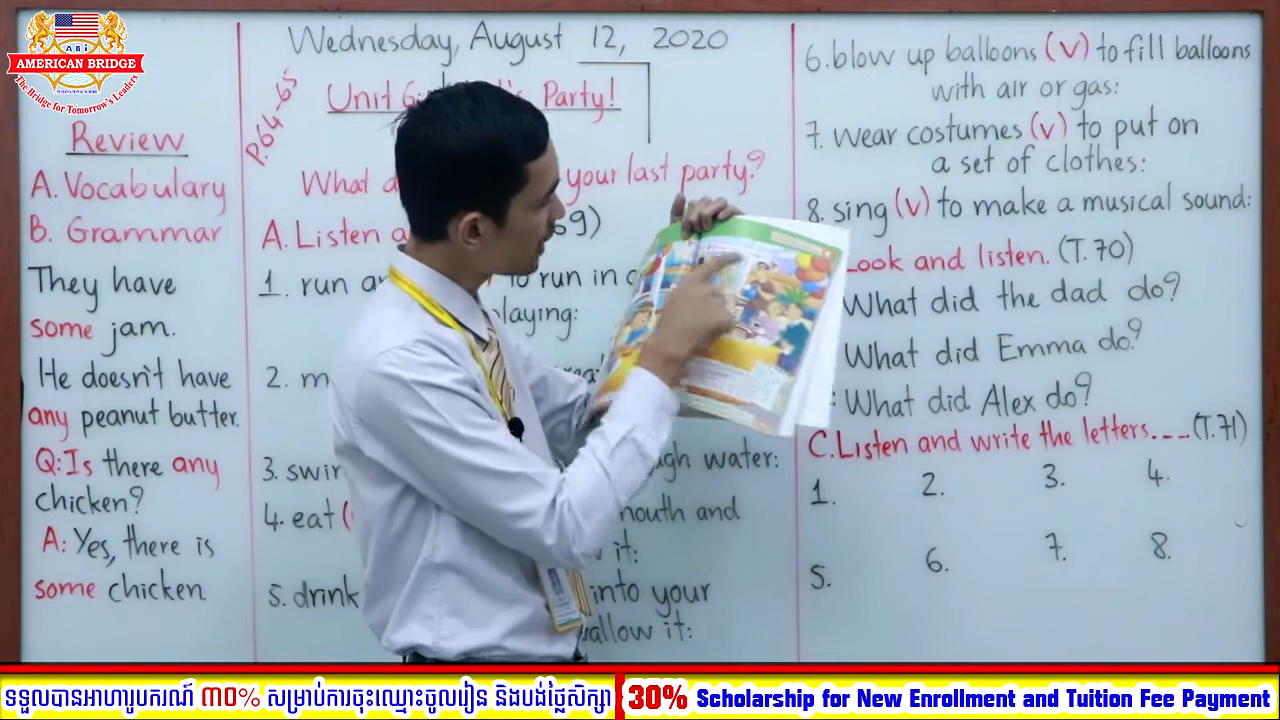 ABi
AMERICAN BRIDGE
INTERNATIONAL SCHOOL
The Bridge for Tomorrow's Leaders
Review
A. Vocabulary
B. Grammar
They have
some jam.
He doesn't have
any peanut butter.
Q: Is there any
chicken?
A: Yes, there is
some chicken.
Wednesday, August 12, 2020
P.64-65
Unit 6: Party!
What your last party?
A. Listen 69)
1. run to run in
playing:
2.
3. water:
4. eat mouth and
it:
5. drink into your
swallow it:
6. blow up balloons (v) to fill balloons
with air or gas:
7. wear costumes (v) to put on
a set of clothes:
8. sing (v) to make a musical sound:
Look and listen. (T.70)
What did the dad do?
What did Emma do?
What did Alex do?
C. Listen and write the letters.... (T.71)
1. 2. 3. 4.
5. 6. 7. 8.
ទទួលបានអាហារូបករណ៍ ៣០% សម្រាប់ការចុះឈ្មោះចូលរៀន និងបង់ថ្លៃសិក្សា
30% Scholarship for New Enrollment and Tuition Fee Payment